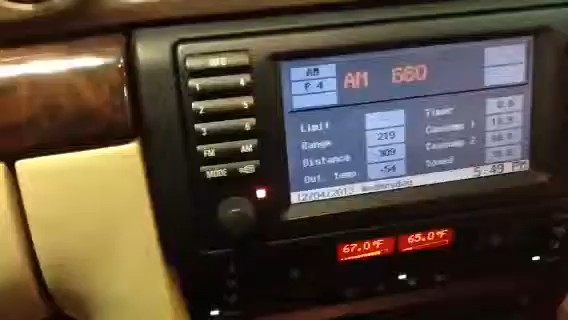 AM
P 4
AM 660
1 4
2 5
3 6
FM AM
MODE
Limit
Range 219
Distance 309
Out. temp. -54
Timer
Consump. 1
Consump. 2
Speed
12/04/2013 Wednesday 5:49 PM
67.0°F 65.0°F